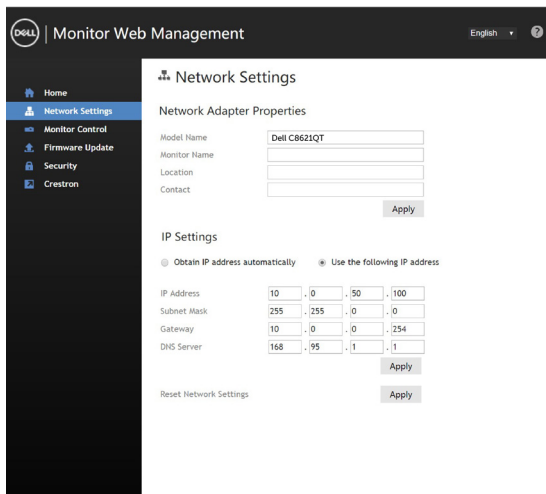 DELL | Monitor Web Management
English
?
Home
Network Settings
Monitor Control
Firmware Update
Security
Crestron
Network Settings
Network Adapter Properties
Model Name Dell C8621QT
Monitor Name
Location
Contact
Apply
IP Settings
Obtain IP address automatically Use the following IP address
IP Address 10 . 0 . 50 . 100
Subnet Mask 255 . 255 . 0 . 0
Gateway 10 . 0 . 0 . 254
DNS Server 168 . 95 . 1 . 1
Apply
Reset Network Settings Apply